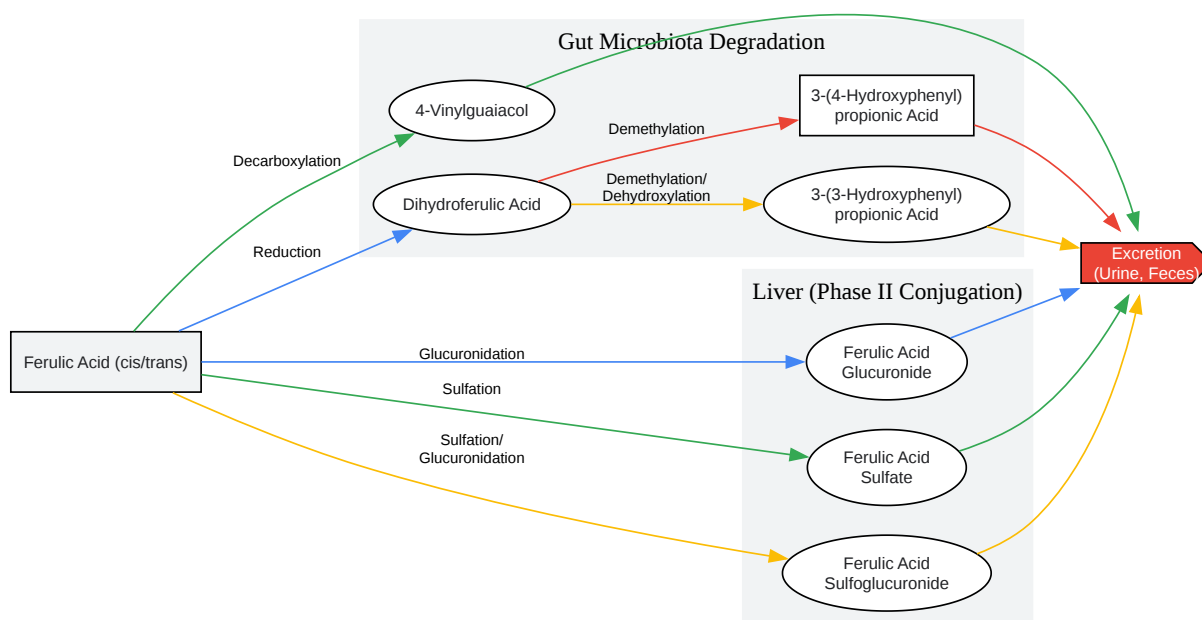 Gut Microbiota Degradation
4-Vinylguaiacol
3-(4-Hydroxyphenyl)
propionic Acid
Demethylation
Decarboxylation
Demethylation/
Dehydroxylation
Dihydroferulic Acid
3-(3-Hydroxyphenyl)
propionic Acid
Reduction
Excretion
(Urine, Feces)
Liver (Phase II Conjugation)
Ferulic Acid (cis/trans)
Glucuronidation
Ferulic Acid
Glucuronide
Sulfation
Sulfation/
Glucuronidation
Ferulic Acid
Sulfate
Ferulic Acid
Sulfoglucuronide